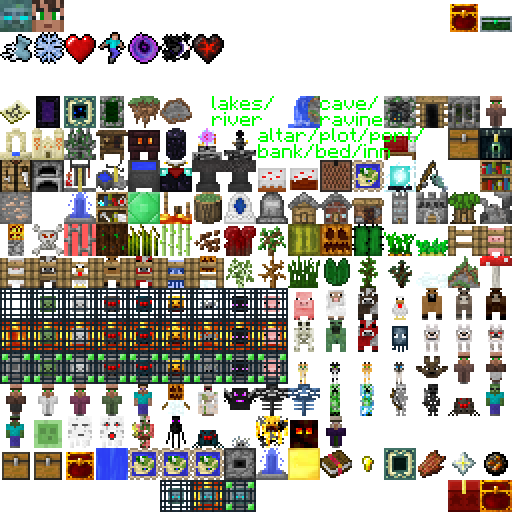 lakes/
river
cave/
ravine
altar/plot/port/
bank/bed/inn